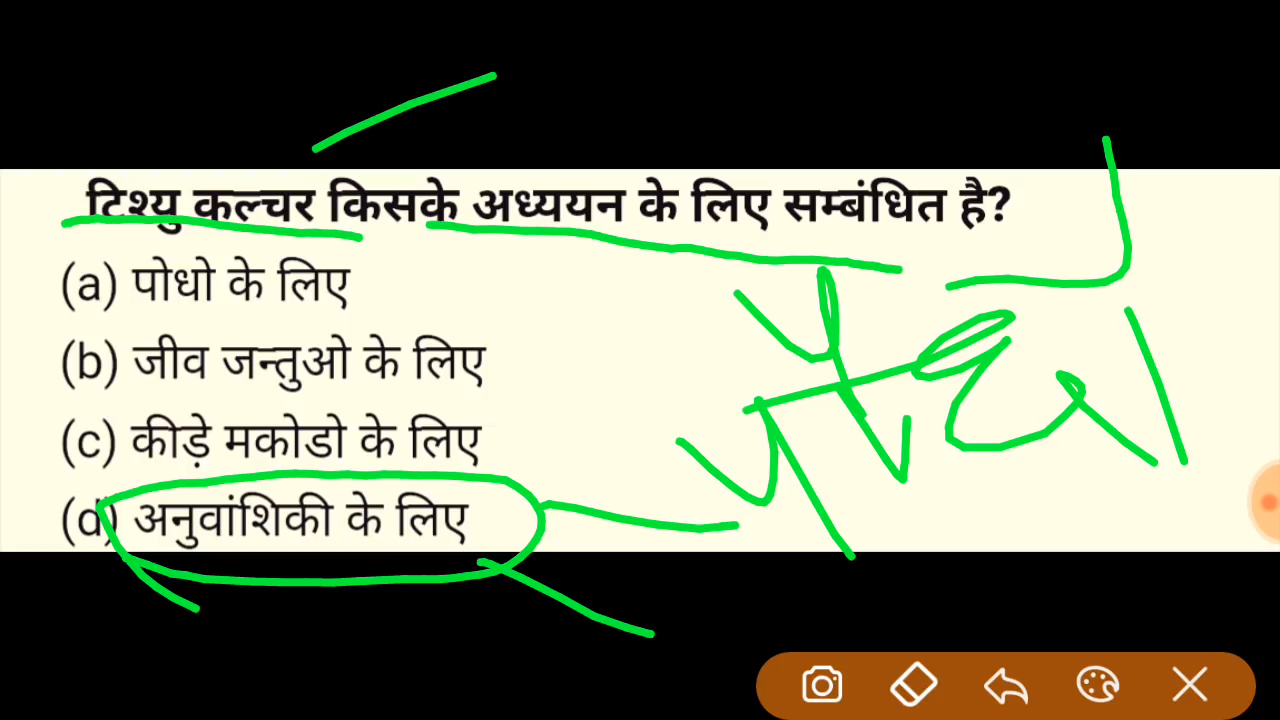 टिश्यु कल्चर किसके अध्ययन के लिए सम्बंधित है?
(a) पोधो के लिए
(b) जीव जन्तुओ के लिए
(c) कीड़े मकोडो के लिए
(d) अनुवांशिकी के लिए